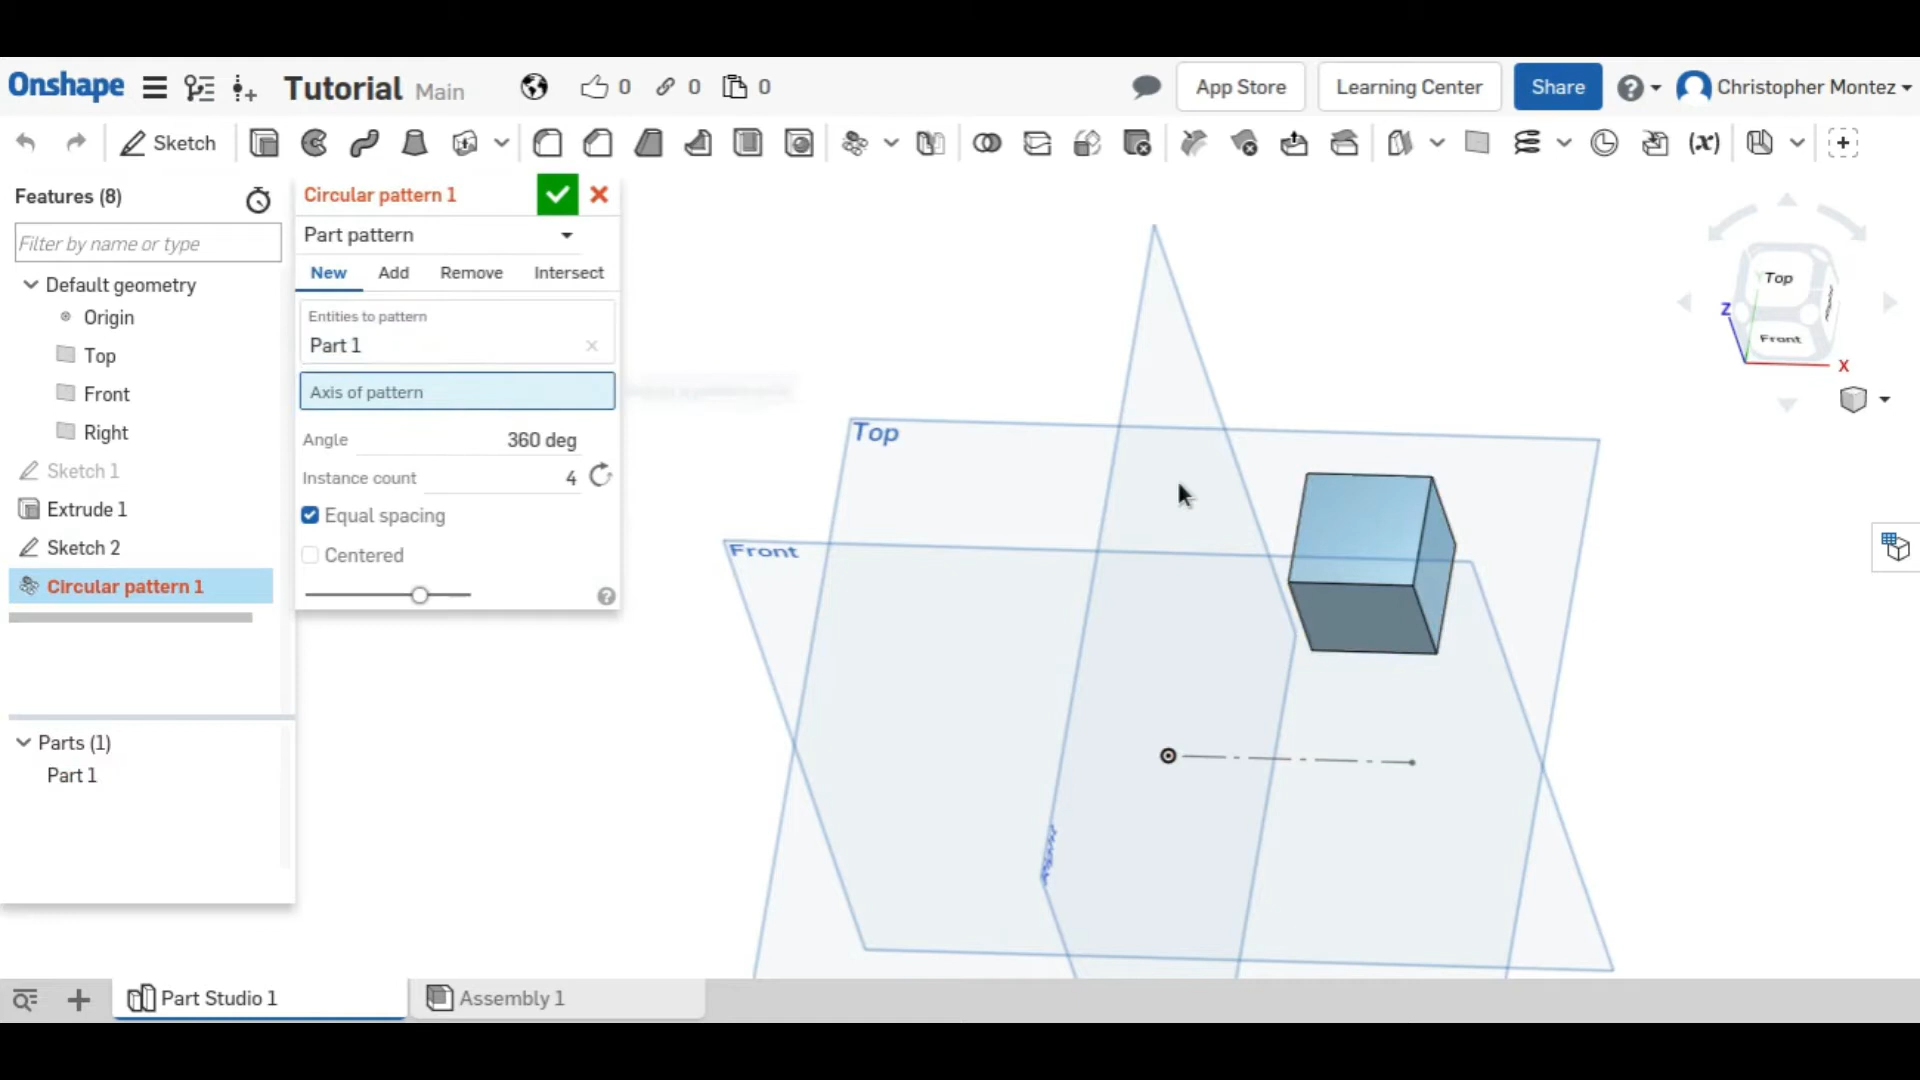 Onshape Tutorial Main 0 0 0 App Store Learning Center Share Christopher Montez
Sketch (x)
Features (8)
Filter by name or type
Default geometry
Origin
Top
Front
Right
Sketch 1
Extrude 1
Sketch 2
Circular pattern 1
Parts (1)
Part 1
Circular pattern 1
Part pattern
New Add Remove Intersect
Entities to pattern
Part 1
Axis of pattern
Angle 360 deg
Instance count 4
Equal spacing
Centered
Top
Front
Top
Front
Z
X
Part Studio 1
Assembly 1